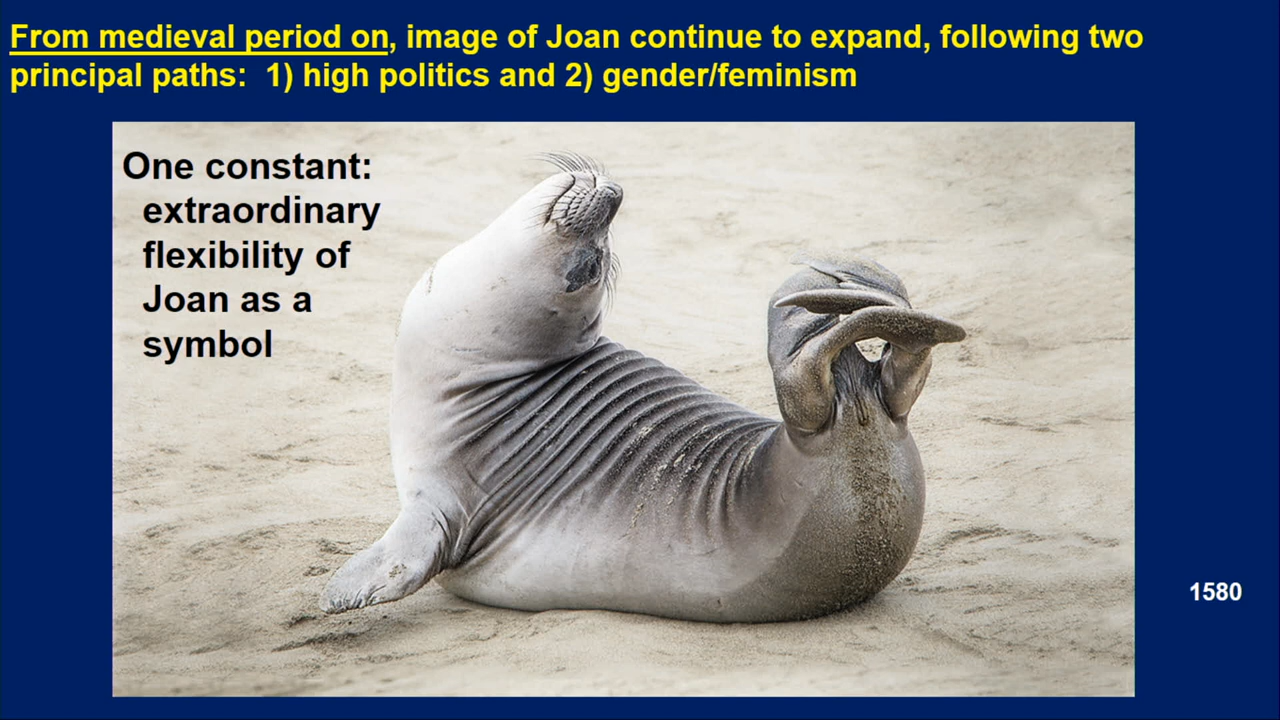 From medieval period on, image of Joan continue to expand, following two
principal paths: 1) high politics and 2) gender/feminism
One constant:
extraordinary
flexibility of
Joan as a
symbol
1580